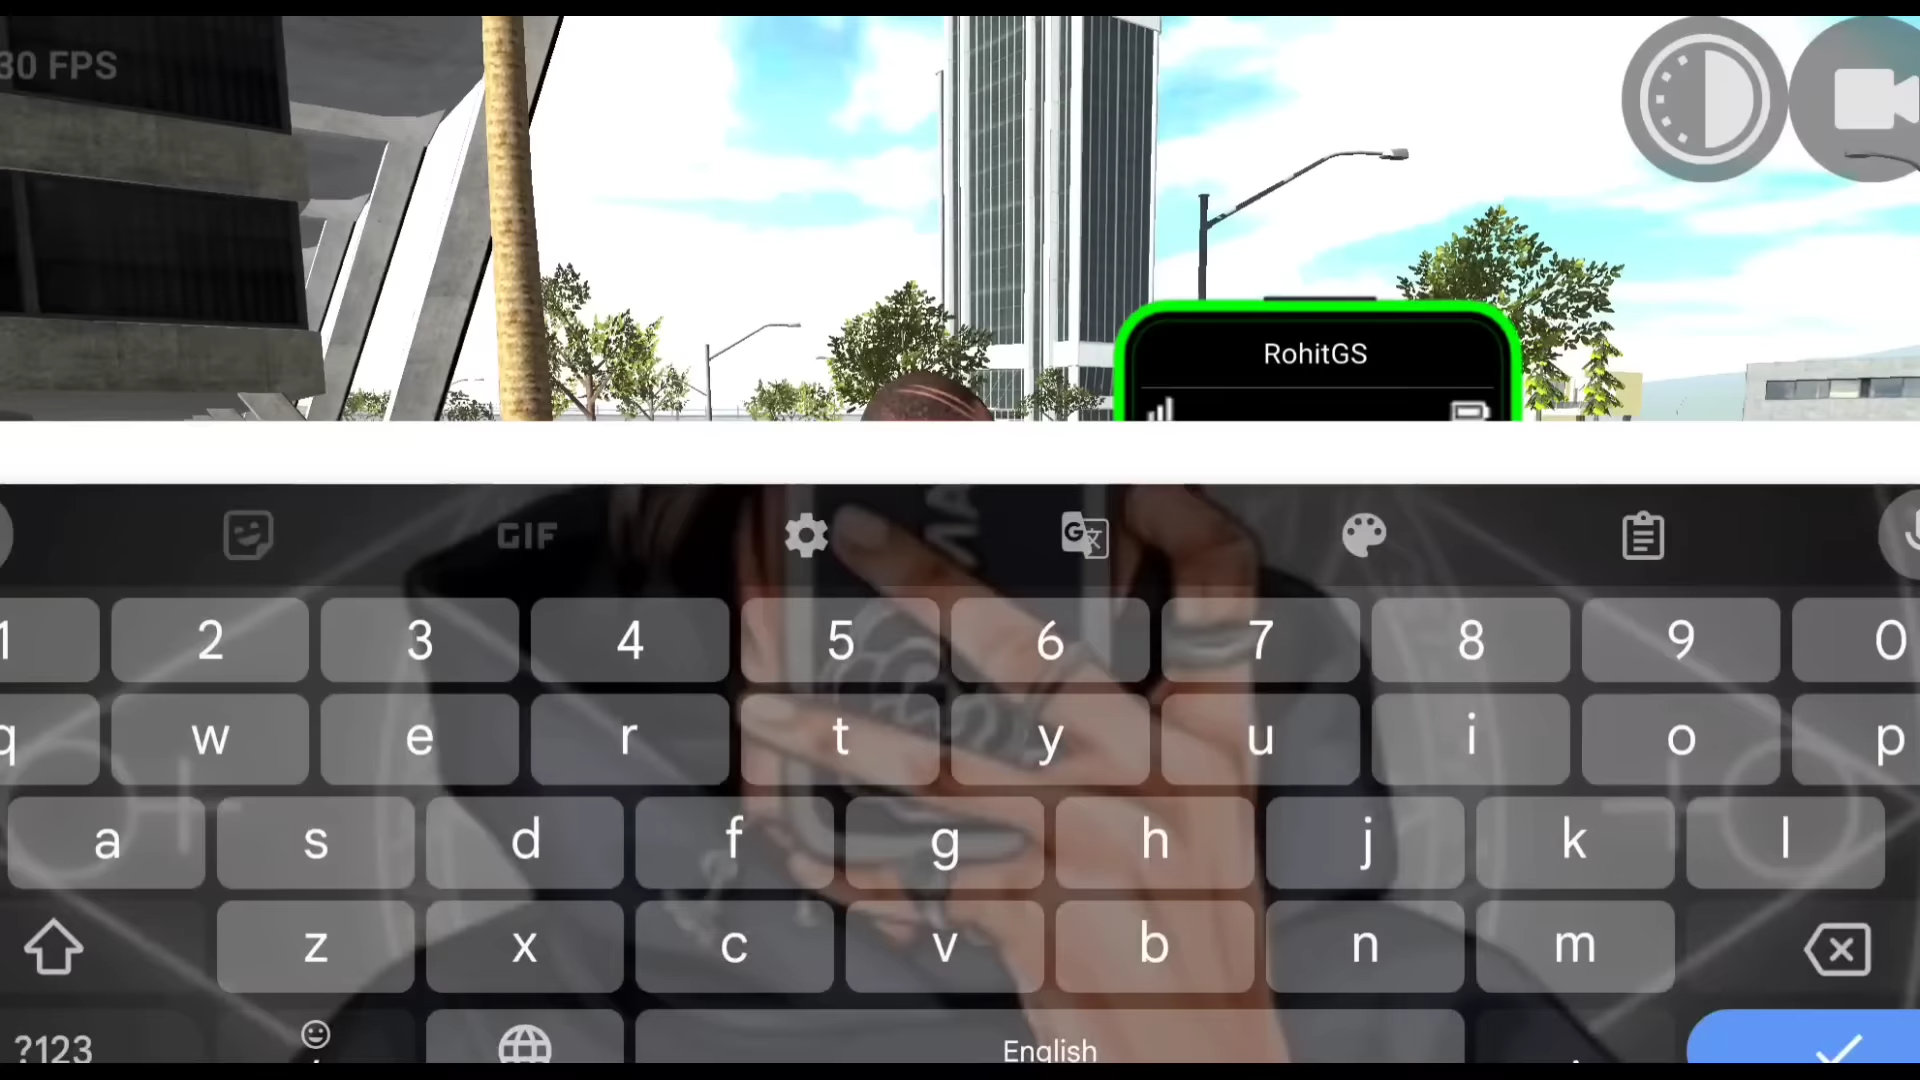 30 FPS
RohitGS
GIF
1 2 3 4 5 6 7 8 9 0
q w e r t y u i o p
a s d f g h j k l
z x c v b n m
?123 , English .